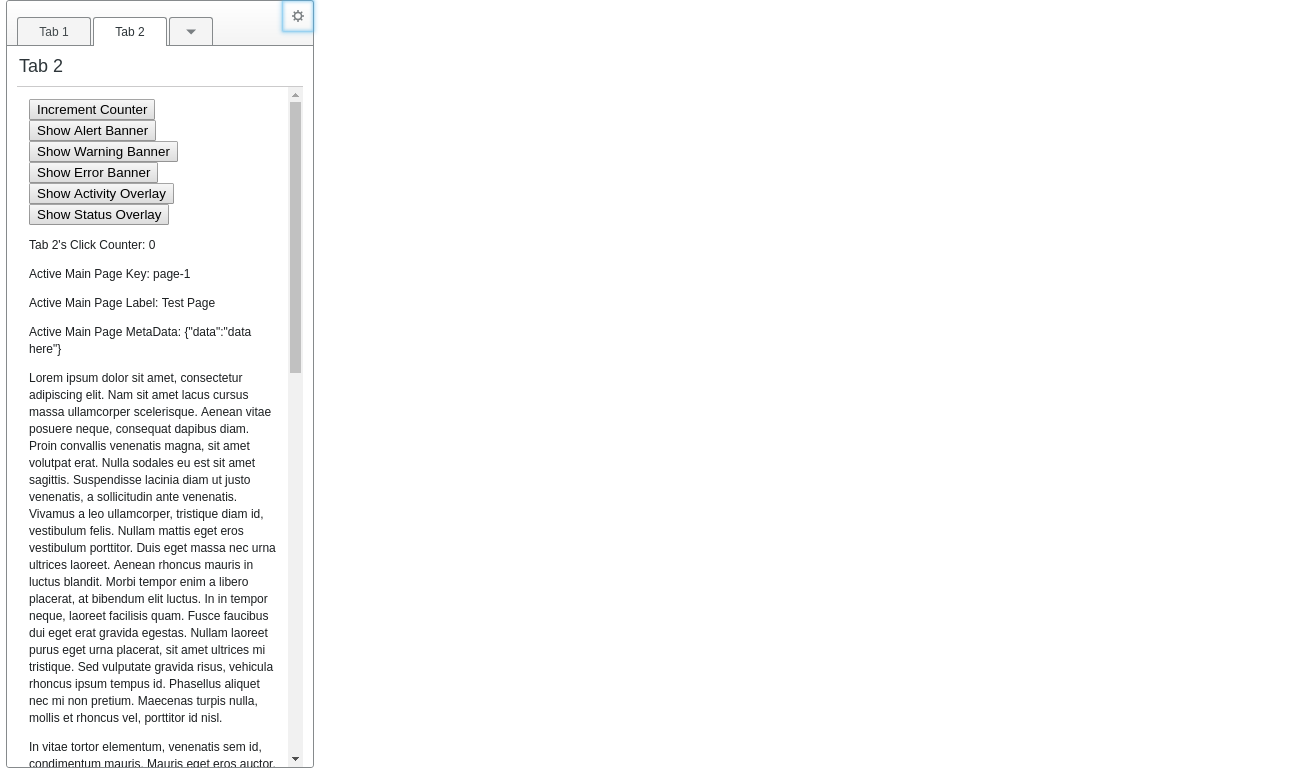 Tab 1
Tab 2
Tab 2
Increment Counter
Show Alert Banner
Show Warning Banner
Show Error Banner
Show Activity Overlay
Show Status Overlay
Tab 2's Click Counter: 0
Active Main Page Key: page-1
Active Main Page Label: Test Page
Active Main Page MetaData: {"data":"data
here"}
Lorem ipsum dolor sit amet, consectetur
adipiscing elit. Nam sit amet lacus cursus
massa ullamcorper scelerisque. Aenean vitae
posuere neque, consequat dapibus diam.
Proin convallis venenatis magna, sit amet
volutpat erat. Nulla sodales eu est sit amet
sagittis. Suspendisse lacinia diam ut justo
venenatis, a sollicitudin ante venenatis.
Vivamus a leo ullamcorper, tristique diam id,
vestibulum felis. Nullam mattis eget eros
vestibulum porttitor. Duis eget massa nec urna
ultrices laoreet. Aenean rhoncus mauris in
luctus blandit. Morbi tempor enim a libero
placerat, at bibendum elit luctus. In in tempor
neque, laoreet facilisis quam. Fusce faucibus
dui eget erat gravida egestas. Nullam laoreet
purus eget urna placerat, sit amet ultrices mi
tristique. Sed vulputate gravida risus, vehicula
rhoncus ipsum tempus id. Phasellus aliquet
nec mi non pretium. Maecenas turpis nulla,
mollis et rhoncus vel, porttitor id nisl.
In vitae tortor elementum, venenatis sem id,
condimentum mauris. Mauris eget eros auctor,